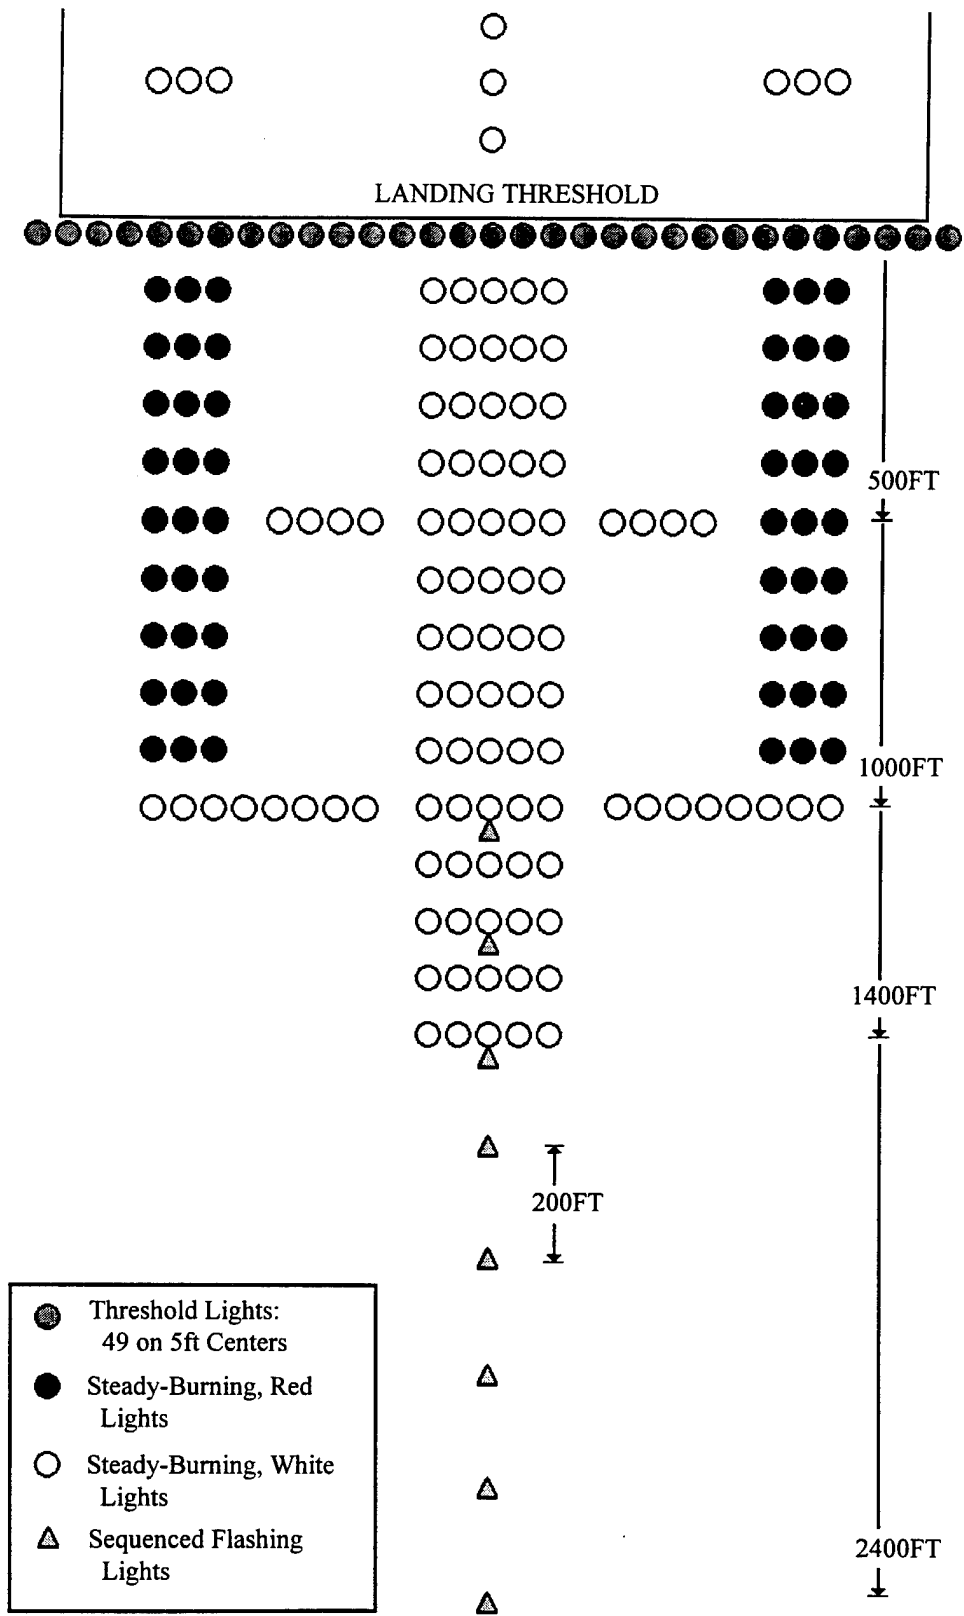 LANDING THRESHOLD
500FT
1000FT
1400FT
200FT
2400FT
Threshold Lights:
49 on 5ft Centers
Steady-Burning, Red
Lights
Steady-Burning, White
Lights
Sequenced Flashing
Lights